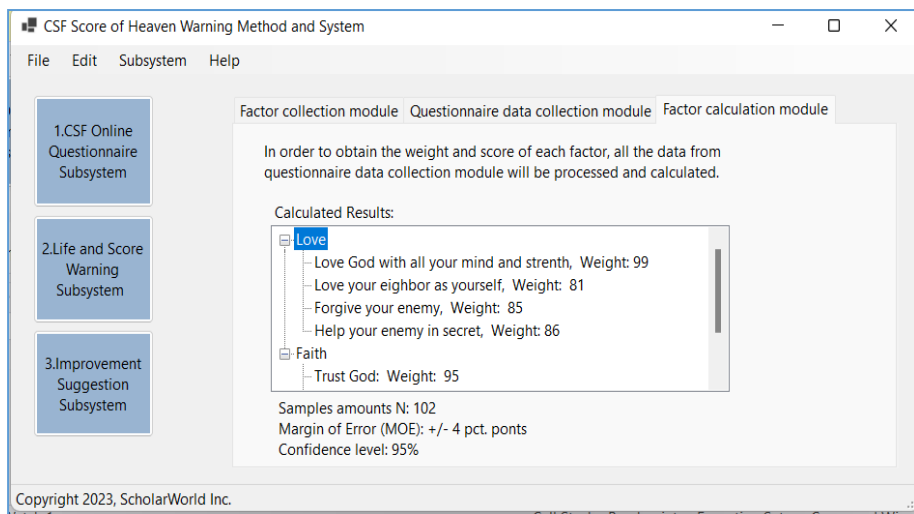 CSF Score of Heaven Warning Method and System
File Edit Subsystem Help
1.CSF Online
Questionnaire
Subsystem
2.Life and Score
Warning
Subsystem
3.Improvement
Suggestion
Subsystem
Factor collection module Questionnaire data collection module Factor calculation module
In order to obtain the weight and score of each factor, all the data from
questionnaire data collection module will be processed and calculated.
Calculated Results:
Love
Love God with all your mind and strenth, Weight: 99
Love your eighbor as yourself, Weight: 81
Forgive your enemy, Weight: 85
Help your enemy in secret, Weight: 86
Faith
Trust God: Weight: 95
Samples amounts N: 102
Margin of Error (MOE): +/- 4 pct. ponts
Confidence level: 95%
Copyright 2023, ScholarWorld Inc.